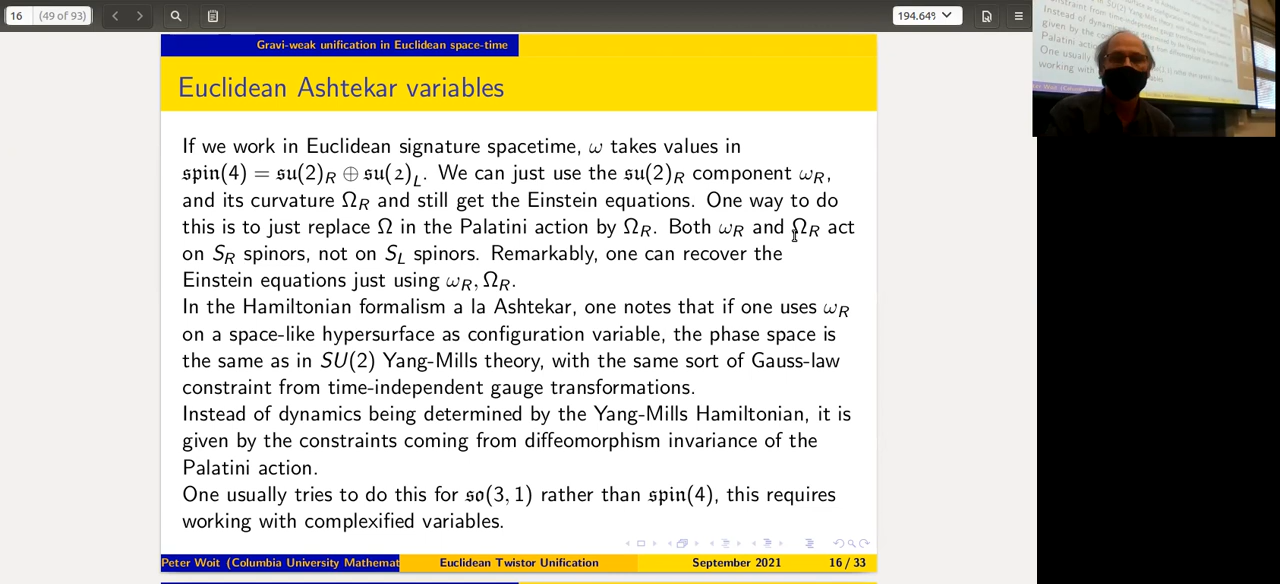 16 (49 of 93)
194.64%
Gravi-weak unification in Euclidean space-time
Euclidean Ashtekar variables
If we work in Euclidean signature spacetime, ω takes values in
𝔰𝔭𝔦𝔫(4) = 𝔰𝔲(2)_R ⊕ 𝔰𝔲(2)_L. We can just use the 𝔰𝔲(2)_R component ω_R,
and its curvature Ω_R and still get the Einstein equations. One way to do
this is to just replace Ω in the Palatini action by Ω_R. Both ω_R and Ω_R act
on S_R spinors, not on S_L spinors. Remarkably, one can recover the
Einstein equations just using ω_R, Ω_R.
In the Hamiltonian formalism a la Ashtekar, one notes that if one uses ω_R
on a space-like hypersurface as configuration variable, the phase space is
the same as in SU(2) Yang-Mills theory, with the same sort of Gauss-law
constraint from time-independent gauge transformations.
Instead of dynamics being determined by the Yang-Mills Hamiltonian, it is
given by the constraints coming from diffeomorphism invariance of the
Palatini action.
One usually tries to do this for 𝔰𝔬(3, 1) rather than 𝔰𝔭𝔦𝔫(4), this requires
working with complexified variables.
Peter Woit (Columbia University Mathemat
Euclidean Twistor Unification
September 2021
16 / 33